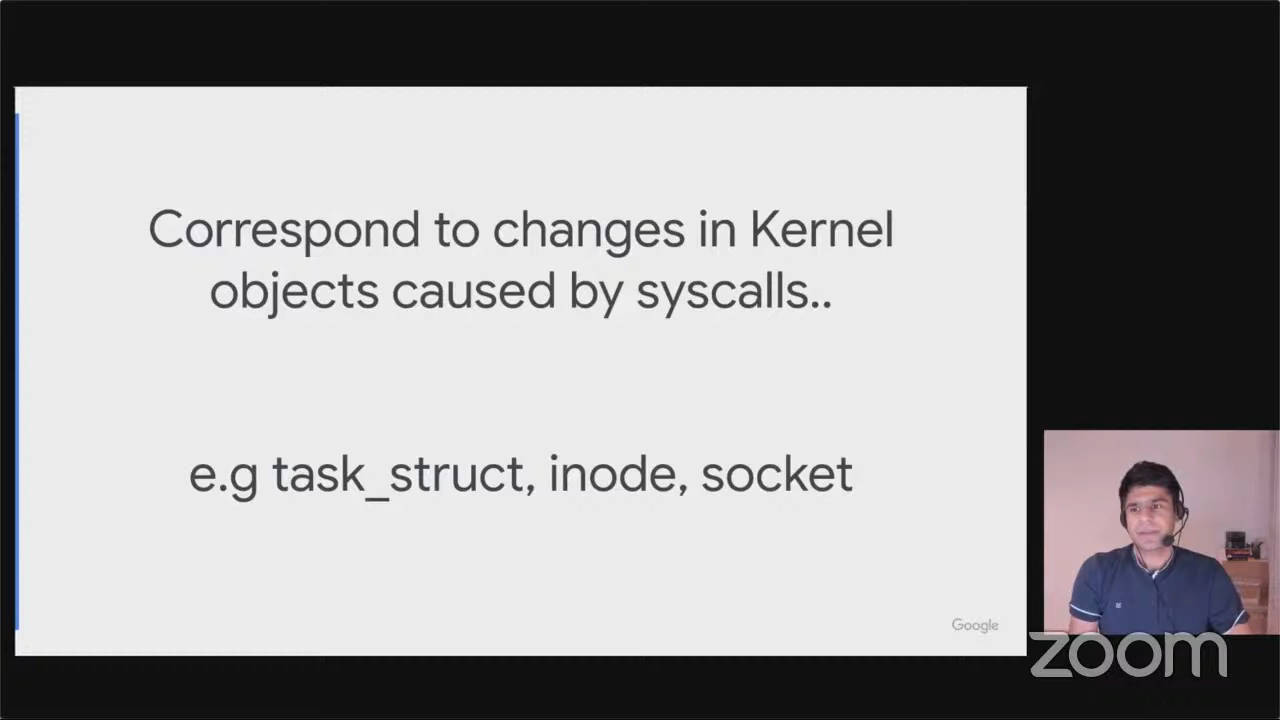 Correspond to changes in Kernel
objects caused by syscalls..
e.g task_struct, inode, socket
Google
zoom